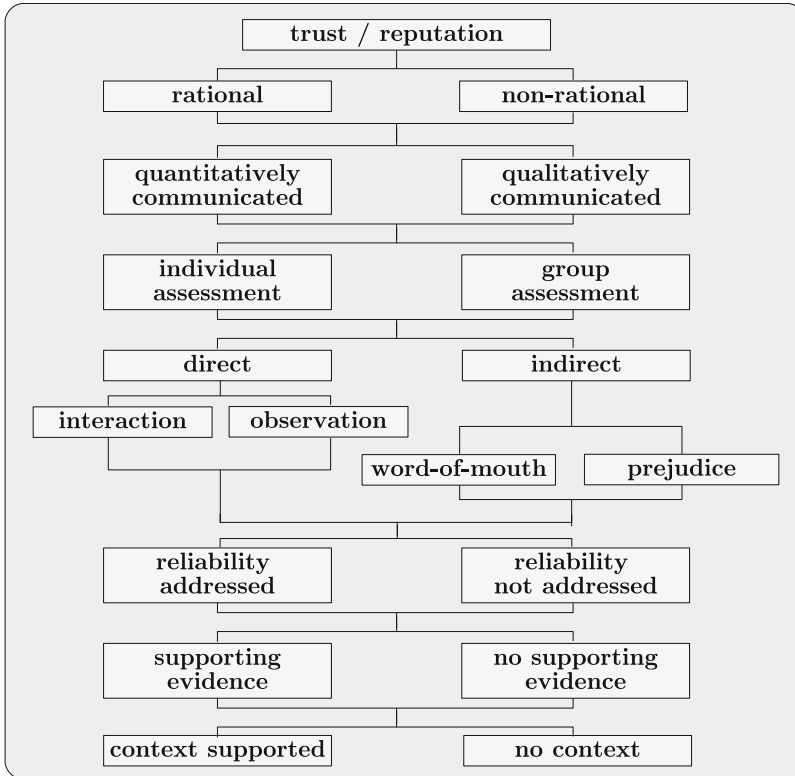 trust / reputation
rational
non-rational
quantitatively
communicated
qualitatively
communicated
individual
assessment
group
assessment
direct
indirect
interaction
observation
word-of-mouth
prejudice
reliability
addressed
reliability
not addressed
supporting
evidence
no supporting
evidence
context supported
no context